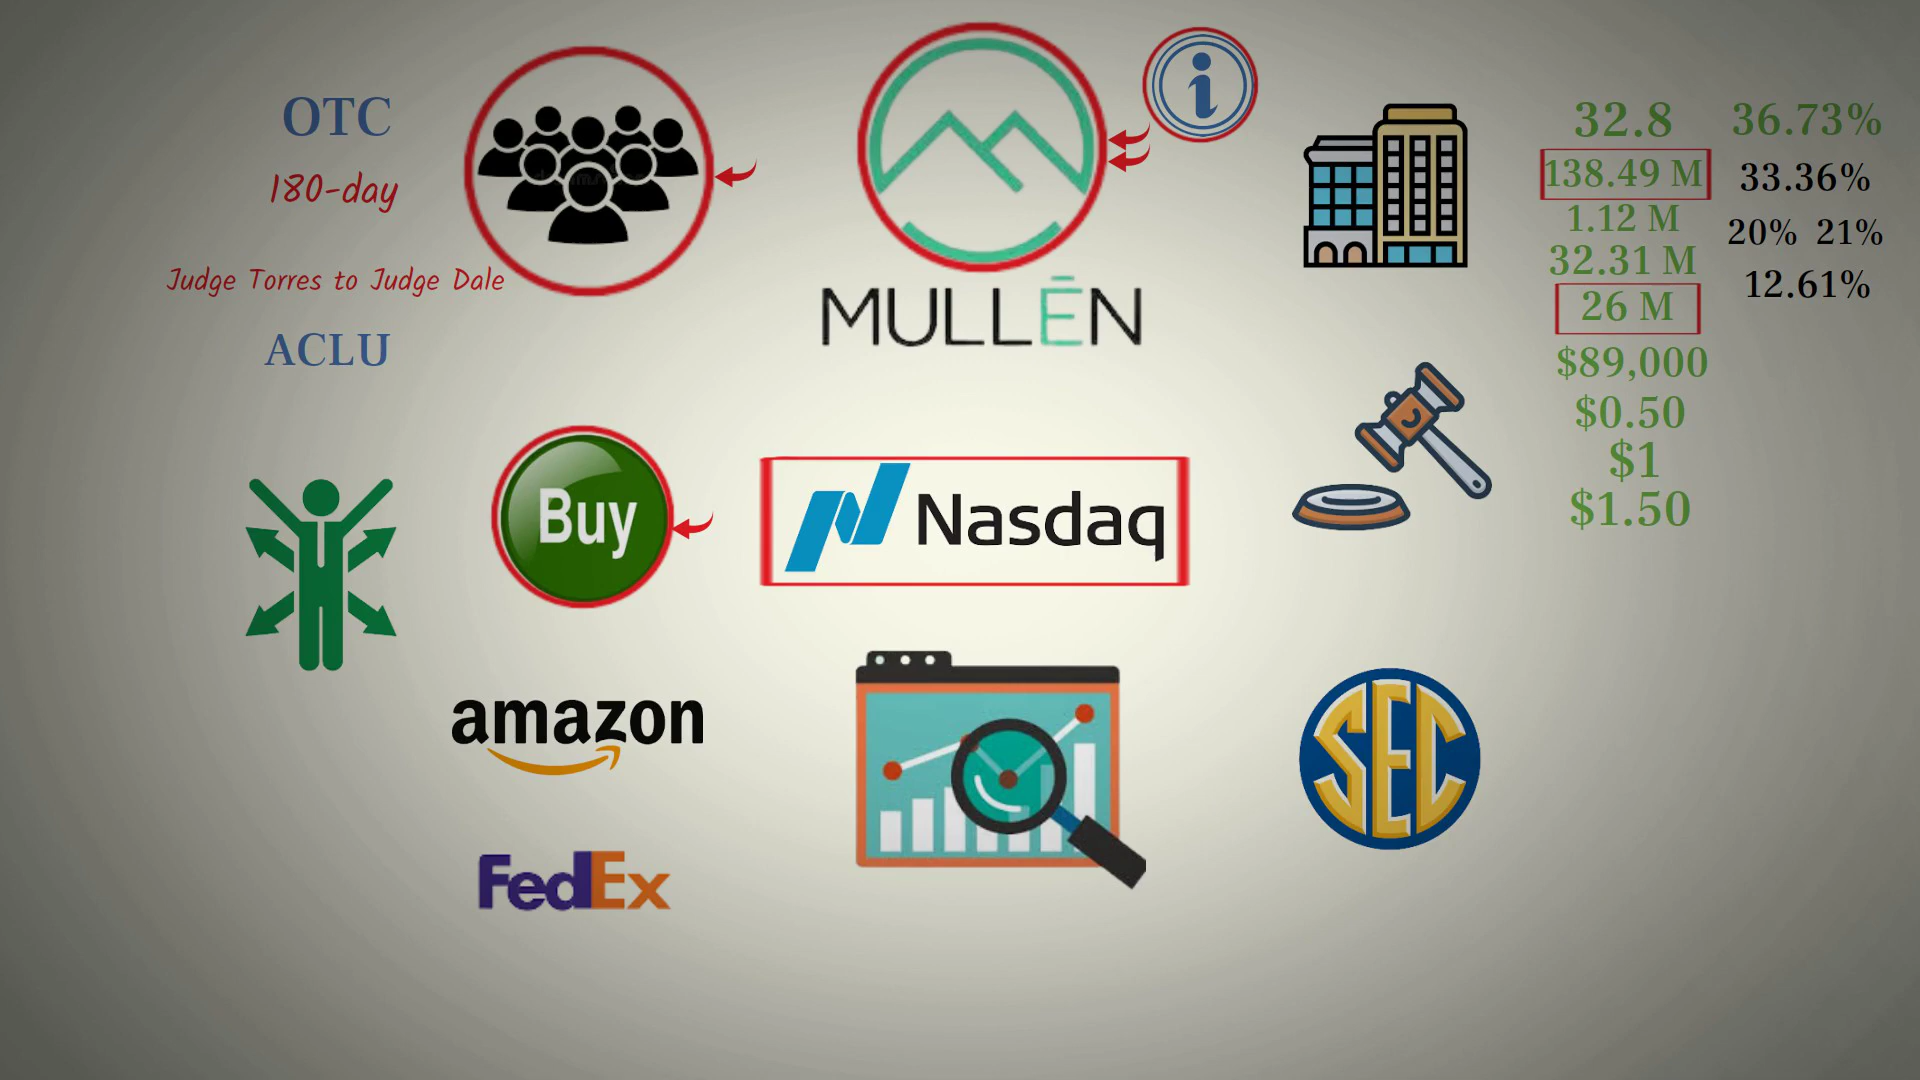 OTC
180-day
Judge Torres to Judge Dale
ACLU
MULLĒN
i
32.8 36.73%
138.49 M 33.36%
1.12 M 20% 21%
32.31 M 12.61%
26 M
$89,000
$0.50
$1
$1.50
Buy
Nasdaq
amazon
FedEx
SEC